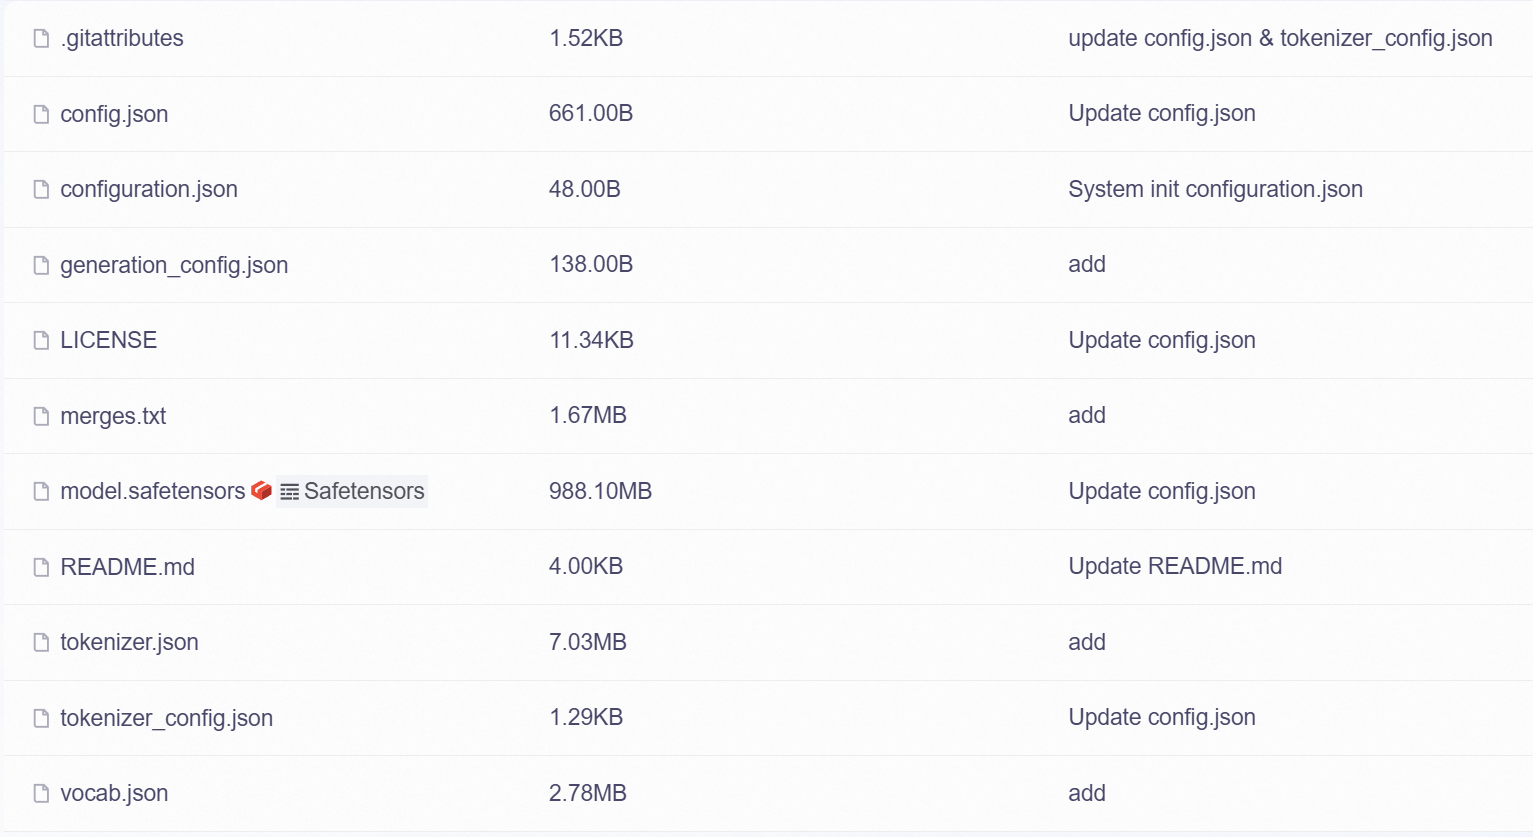 .gitattributes 1.52KB update config.json & tokenizer_config.json
config.json 661.00B Update config.json
configuration.json 48.00B System init configuration.json
generation_config.json 138.00B add
LICENSE 11.34KB Update config.json
merges.txt 1.67MB add
model.safetensors Safetensors 988.10MB Update config.json
README.md 4.00KB Update README.md
tokenizer.json 7.03MB add
tokenizer_config.json 1.29KB Update config.json
vocab.json 2.78MB add